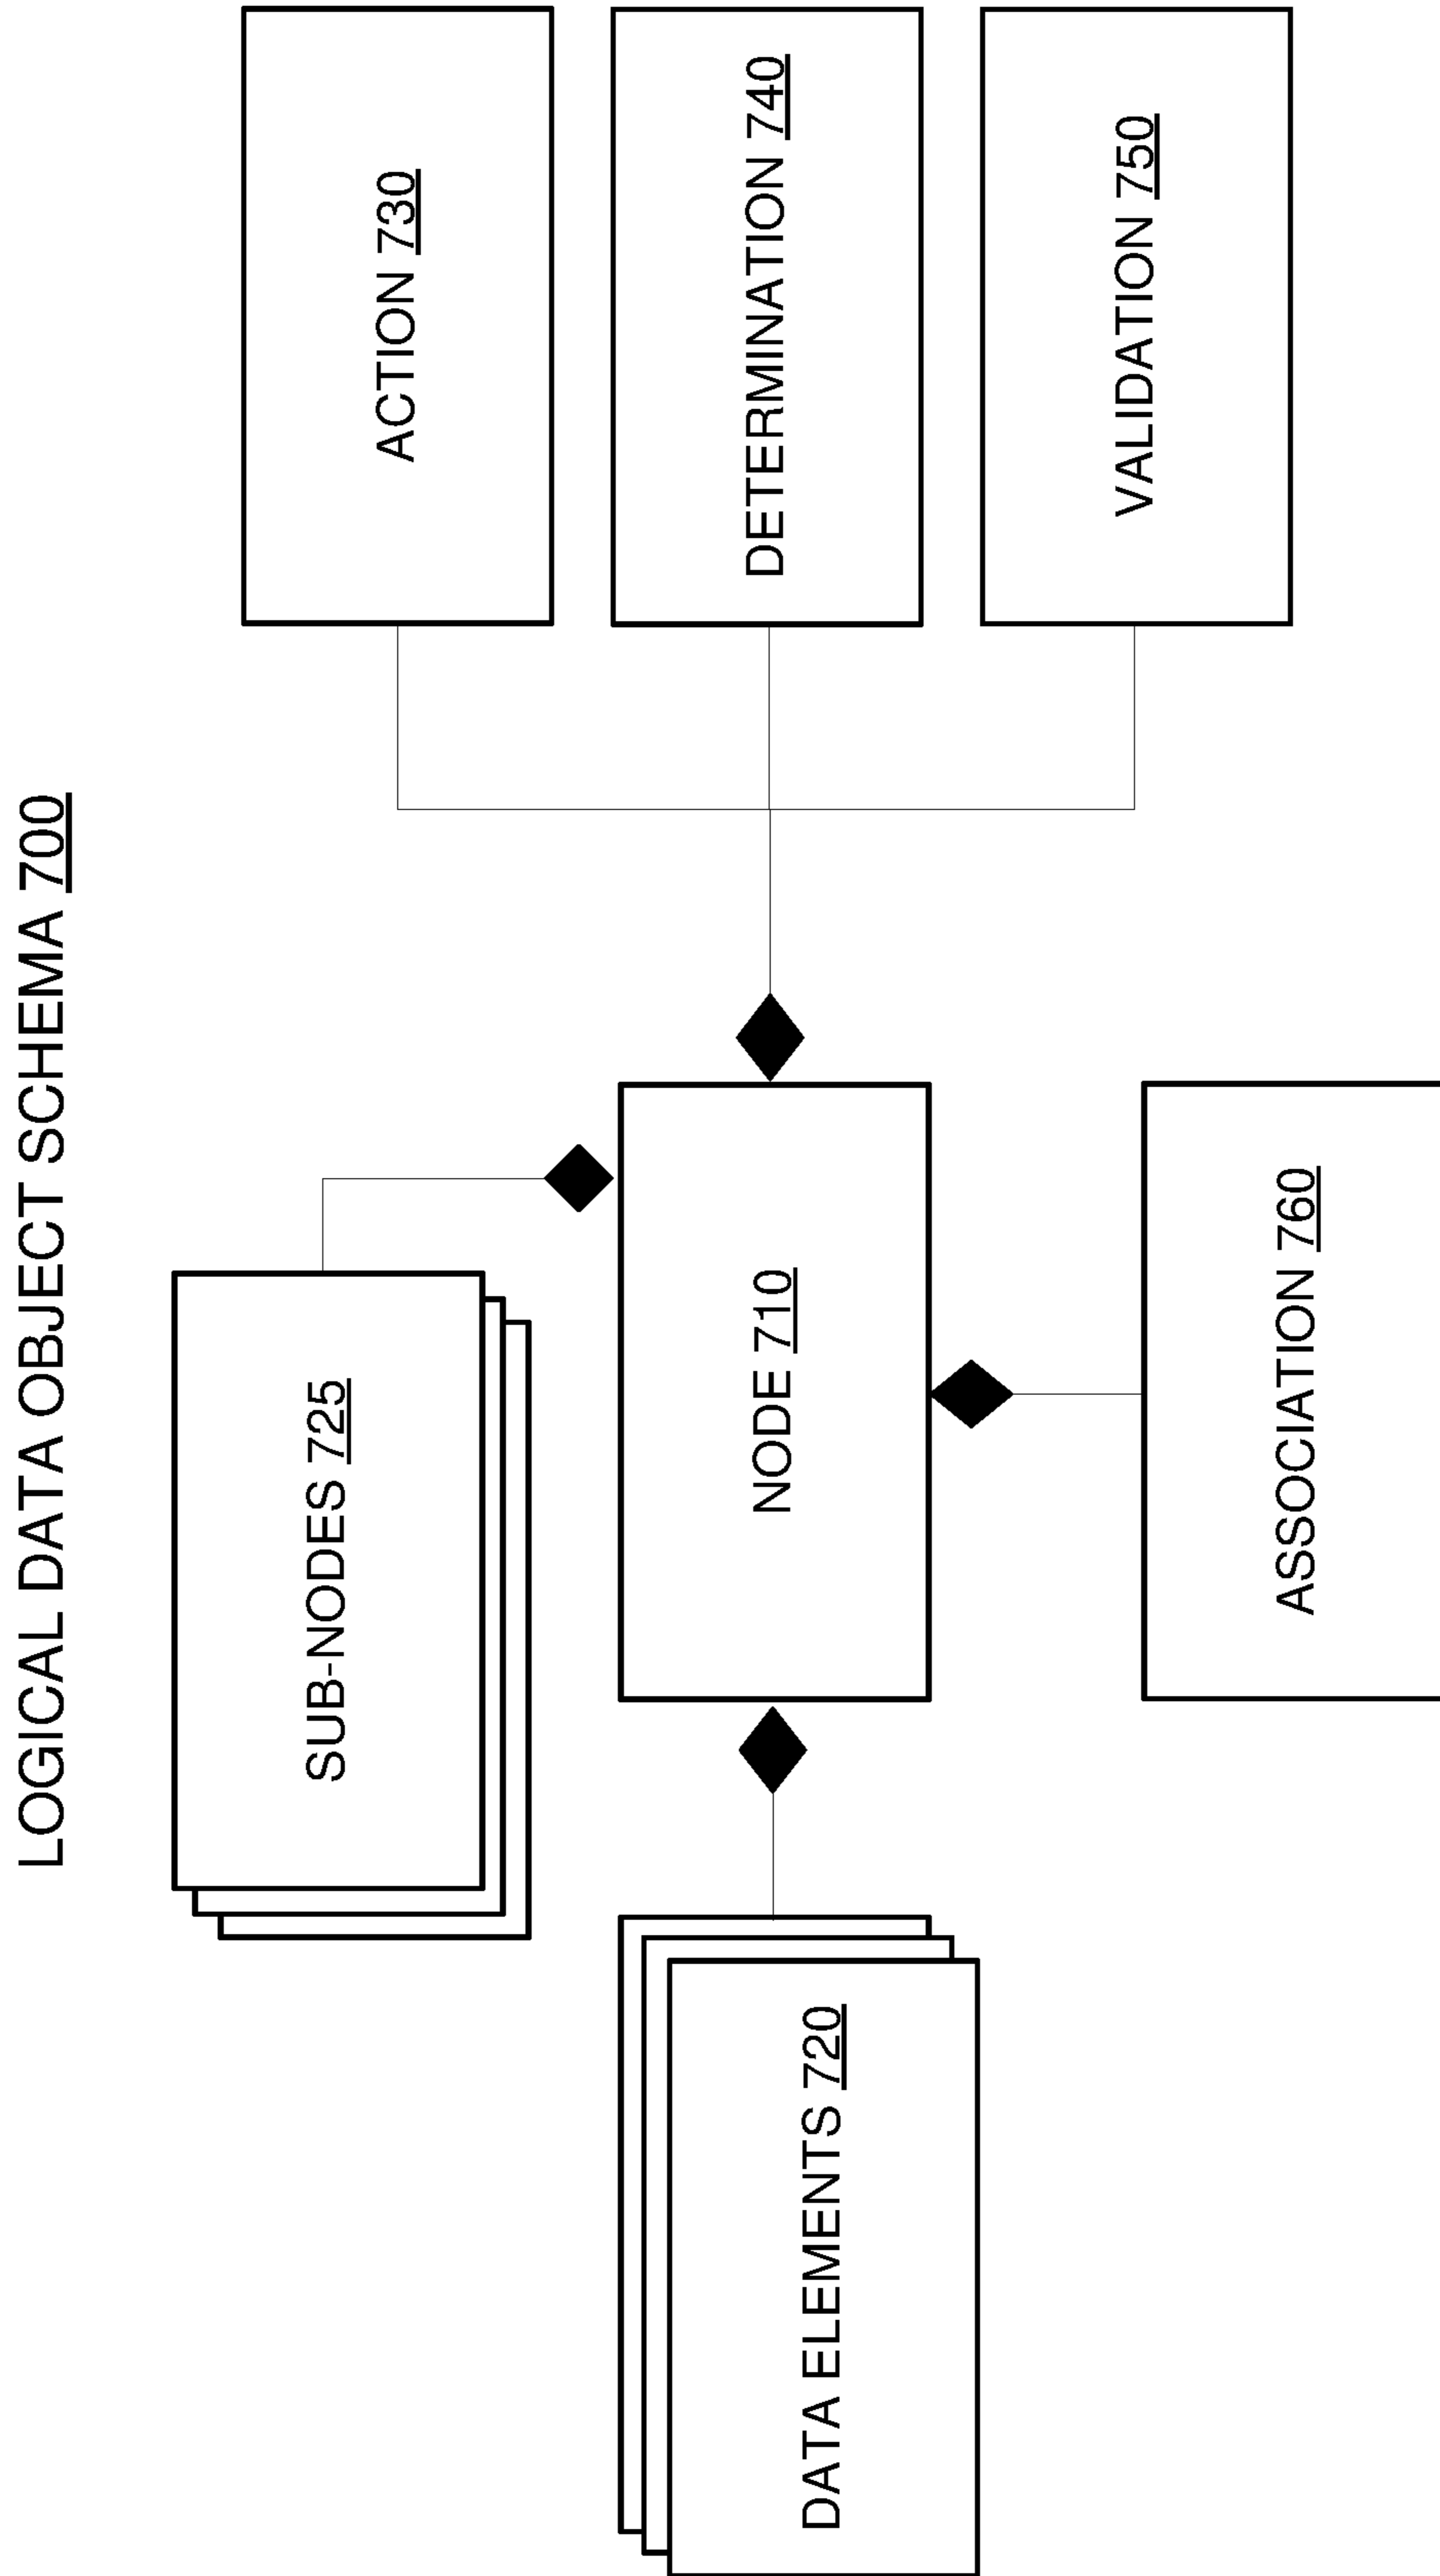 LOGICAL DATA OBJECT SCHEMA 700
SUB-NODES 725
ACTION 730
DATA ELEMENTS 720
NODE 710
DETERMINATION 740
VALIDATION 750
ASSOCIATION 760